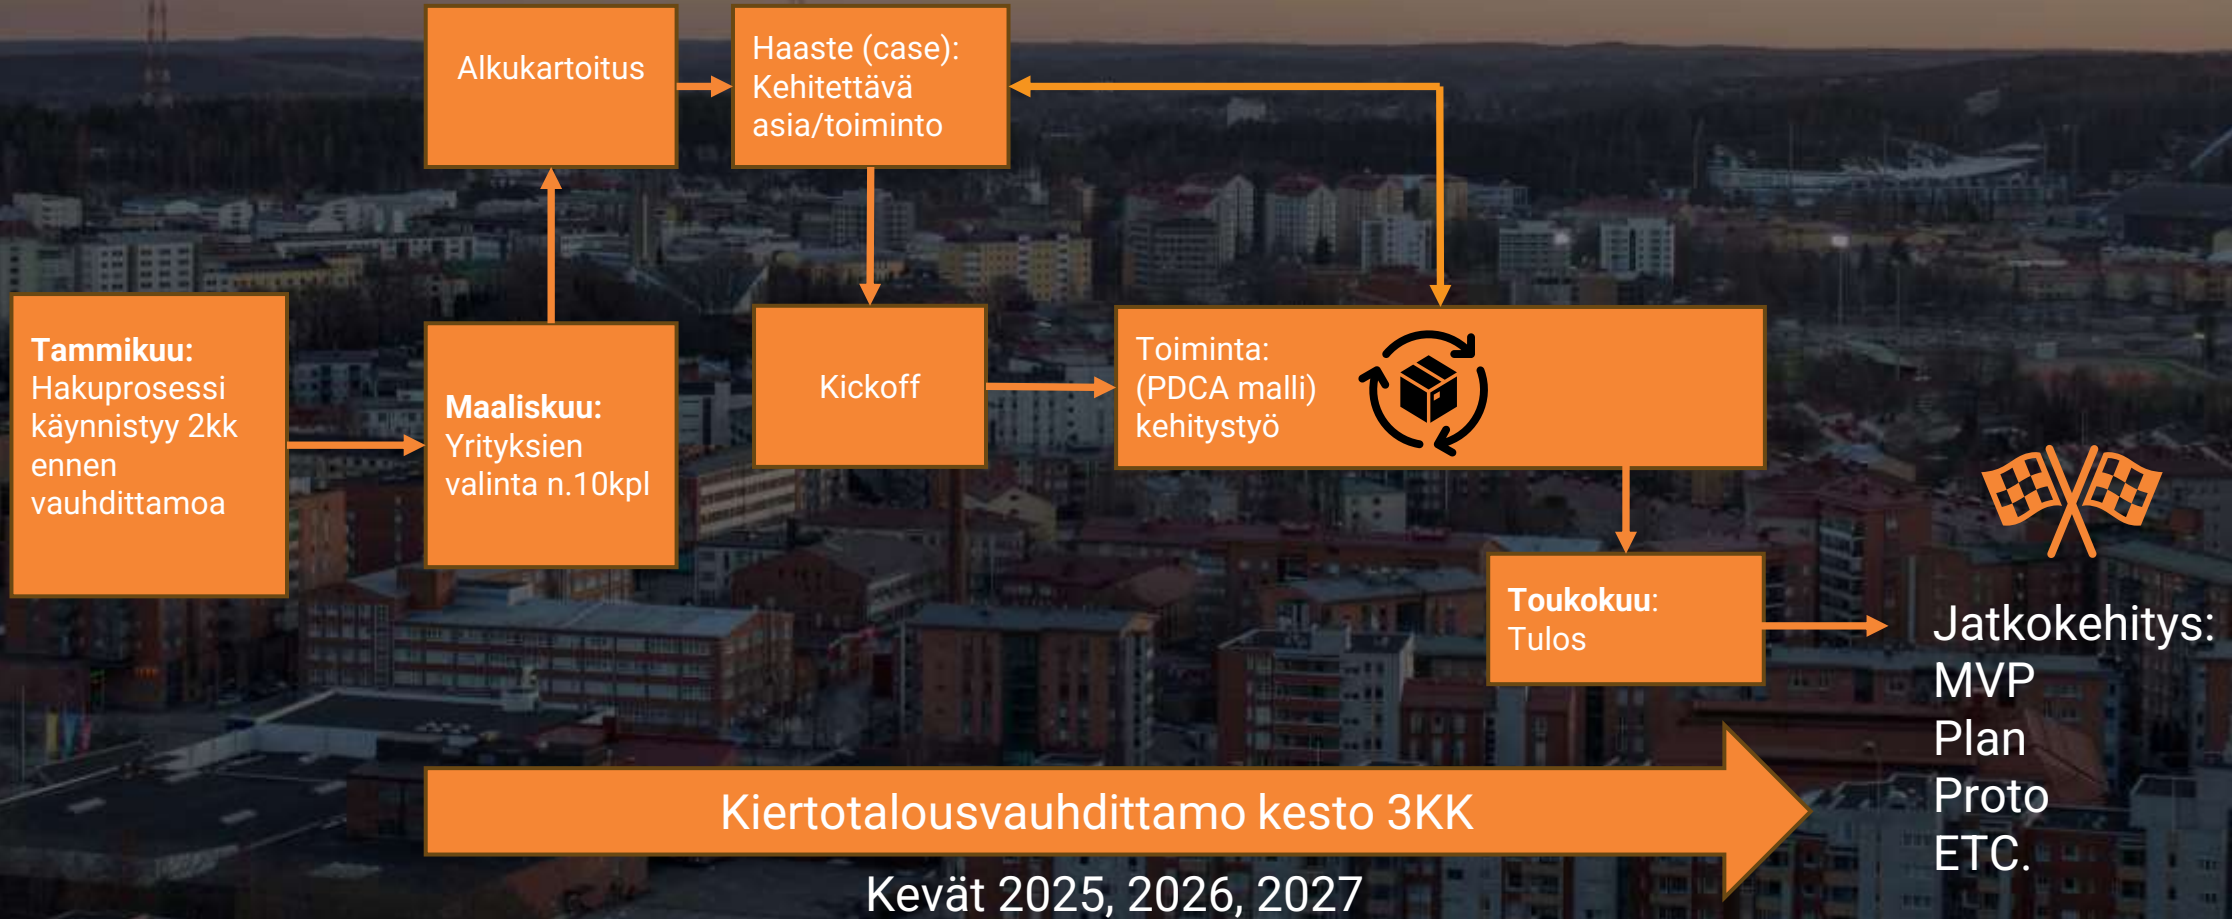 Alkukartoitus
Haaste (case):
Kehitettävä
asia/toiminto
Tammikuu:
Hakuprosessi
käynnistyy 2kk
ennen
vauhdittamoa
Maaliskuu:
Yrityksien
valinta n.10kpl
Kickoff
Toiminta:
(PDCA malli)
kehitystyö
Toukokuu:
Tulos
Jatkokehitys:
MVP
Plan
Proto
ETC.
Kiertotalousvauhdittamo kesto 3KK
Kevät 2025, 2026, 2027